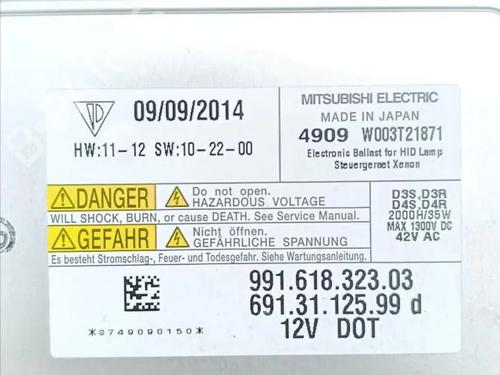 09/09/2014
HW:11-12 SW:10-22-00
MITSUBISHI ELECTRIC
MADE IN JAPAN
4909 W003T21871
Electronic Ballast for HID Lamp
Steuergeraet Xenon
DANGER
Do not open.
HAZARDOUS VOLTAGE
WILL SHOCK, BURN, or cause DEATH. See Service Manual.
GEFAHR
Nicht öffnen.
GEFÄHRLICHE SPANNUNG
Es besteht Stromschlag-, Feuer- und Todesgefahr. Siehe Wartungsanleitung.
D3S,D3R
D4S,D4R
2000H/35W
MAX 1300V DC
42V AC
*3749090150*
991.618.323.03
691.31.125.99 d
12V DOT